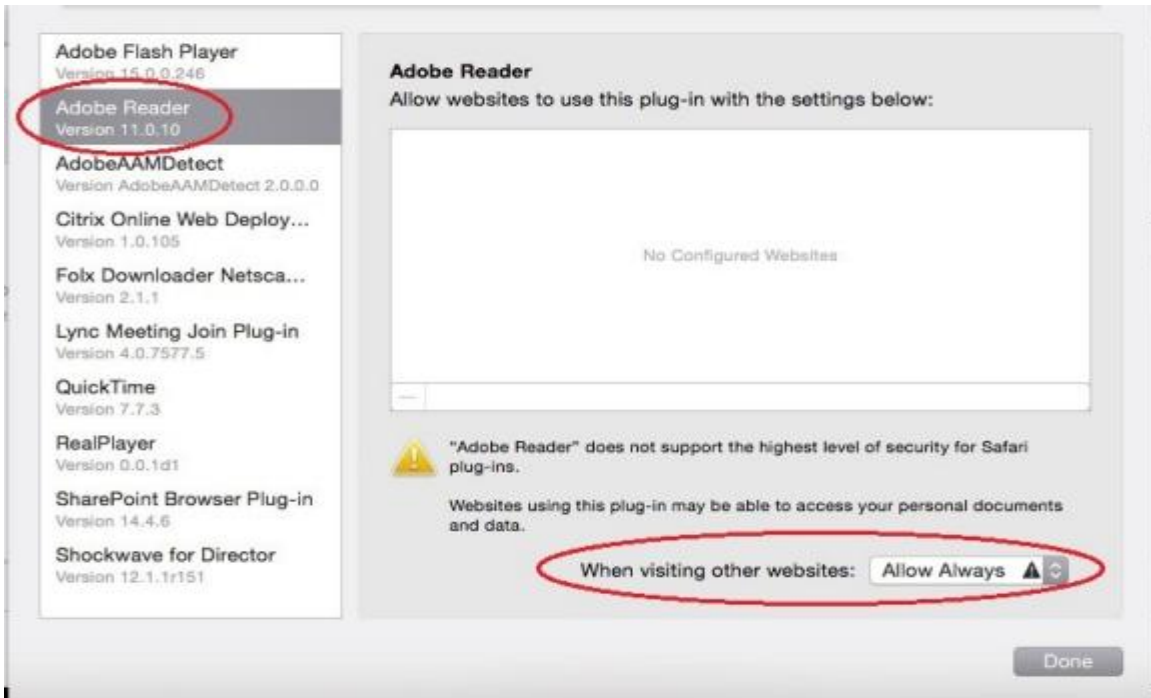 Adobe Flash Player
Version 15.0.0.246
Adobe Reader
Version 11.0.10
AdobeAAMDetect
Version AdobeAAMDetect 2.0.0.0
Citrix Online Web Deploy...
Version 1.0.105
Folx Downloader Netsca...
Version 2.1.1
Lync Meeting Join Plug-in
Version 4.0.7577.5
QuickTime
Version 7.7.3
RealPlayer
Version 0.0.1d1
SharePoint Browser Plug-in
Version 14.4.6
Shockwave for Director
Version 12.1.1r151
Adobe Reader
Allow websites to use this plug-in with the settings below:
No Configured Websites
"Adobe Reader" does not support the highest level of security for Safari
plug-ins.
Websites using this plug-in may be able to access your personal documents
and data.
When visiting other websites: Allow Always
Done